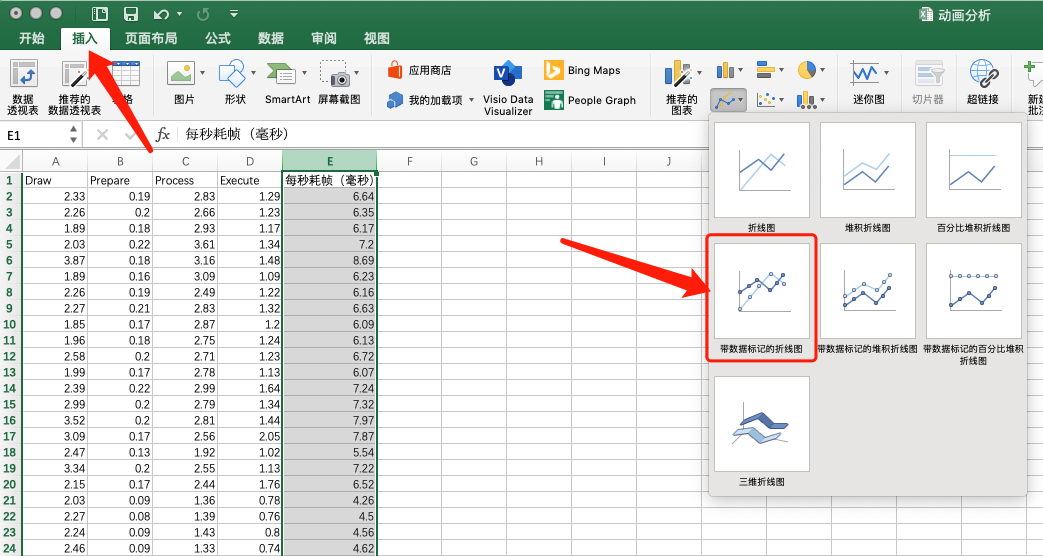 动画分析
开始 插入 页面布局 公式 数据 审阅 视图
数据透视表 推荐的数据透视表 表格 图片 形状 SmartArt 屏幕截图 应用商店 我的加载项 Visio Data Visualizer Bing Maps People Graph 推荐的图表 迷你图 切片器 超链接 新建批注
E1 fx 每秒耗帧（毫秒）
A B C D E F G H I J
1 Draw Prepare Process Execute 每秒耗帧（毫秒）
2 2.33 0.19 2.83 1.29 6.64
3 2.26 0.2 2.66 1.23 6.35
4 1.89 0.18 2.93 1.17 6.17
5 2.03 0.22 3.61 1.34 7.2
6 3.87 0.18 3.16 1.48 8.69
7 1.89 0.16 3.09 1.09 6.23
8 2.26 0.19 2.49 1.22 6.16
9 2.27 0.21 2.83 1.32 6.63
10 1.85 0.17 2.87 1.2 6.09
11 1.96 0.18 2.75 1.24 6.13
12 2.58 0.2 2.71 1.23 6.72
13 1.99 0.17 2.78 1.13 6.07
14 2.39 0.22 2.99 1.64 7.24
15 2.99 0.2 2.79 1.34 7.32
16 3.52 0.2 2.81 1.44 7.97
17 3.09 0.17 2.56 2.05 7.87
18 2.47 0.13 1.92 1.02 5.54
19 3.34 0.2 2.55 1.13 7.22
20 2.15 0.17 2.44 1.76 6.52
21 2.03 0.09 1.36 0.78 4.26
22 2.27 0.08 1.39 0.76 4.5
23 2.24 0.09 1.43 0.8 4.56
24 2.46 0.09 1.33 0.74 4.62
折线图 堆积折线图 百分比堆积折线图
带数据标记的折线图 带数据标记的堆积折线图 带数据标记的百分比堆积
折线图
三维折线图